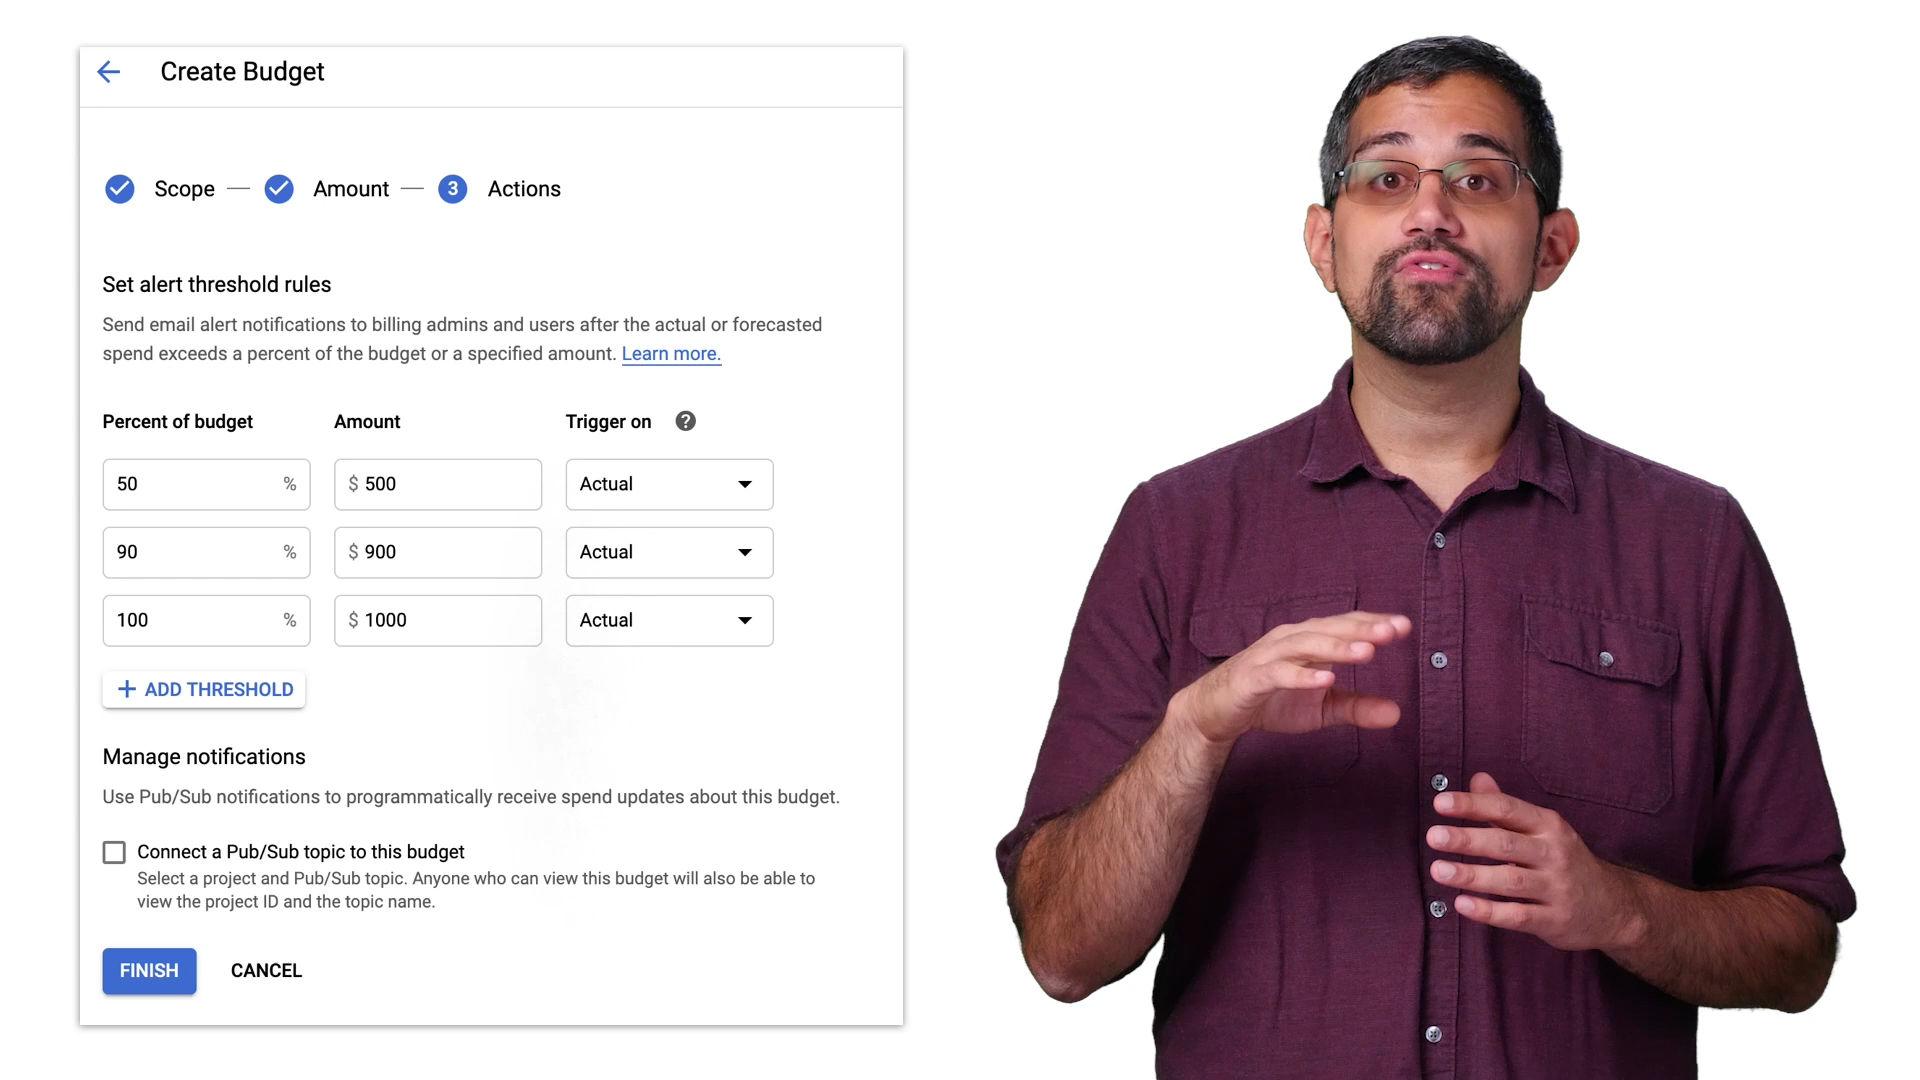 Create Budget
Scope
Amount
3 Actions
Set alert threshold rules
Send email alert notifications to billing admins and users after the actual or forecasted
spend exceeds a percent of the budget or a specified amount. Learn more.
Percent of budget Amount Trigger on ?
50 % $ 500 Actual
90 % $ 900 Actual
100 % $ 1000 Actual
+ ADD THRESHOLD
Manage notifications
Use Pub/Sub notifications to programmatically receive spend updates about this budget.
Connect a Pub/Sub topic to this budget
Select a project and Pub/Sub topic. Anyone who can view this budget will also be able to
view the project ID and the topic name.
FINISH CANCEL